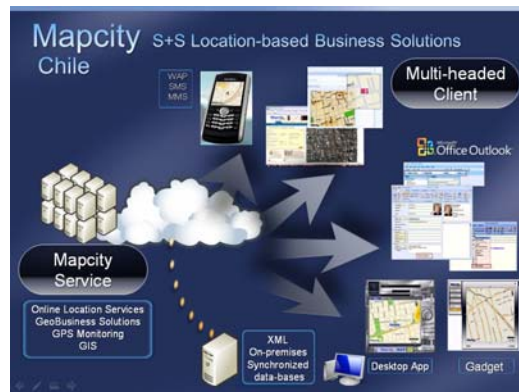 Mapcity S+S Location-based Business Solutions
Chile
WAP
SMS
MMS
Multi-headed
Client
Microsoft
Office Outlook
Mapcity
Service
Online Location Services
GeoBusiness Solutions
GPS Monitoring
GIS
XML
On-premises
Synchronized
data-bases
Desktop App
Gadget